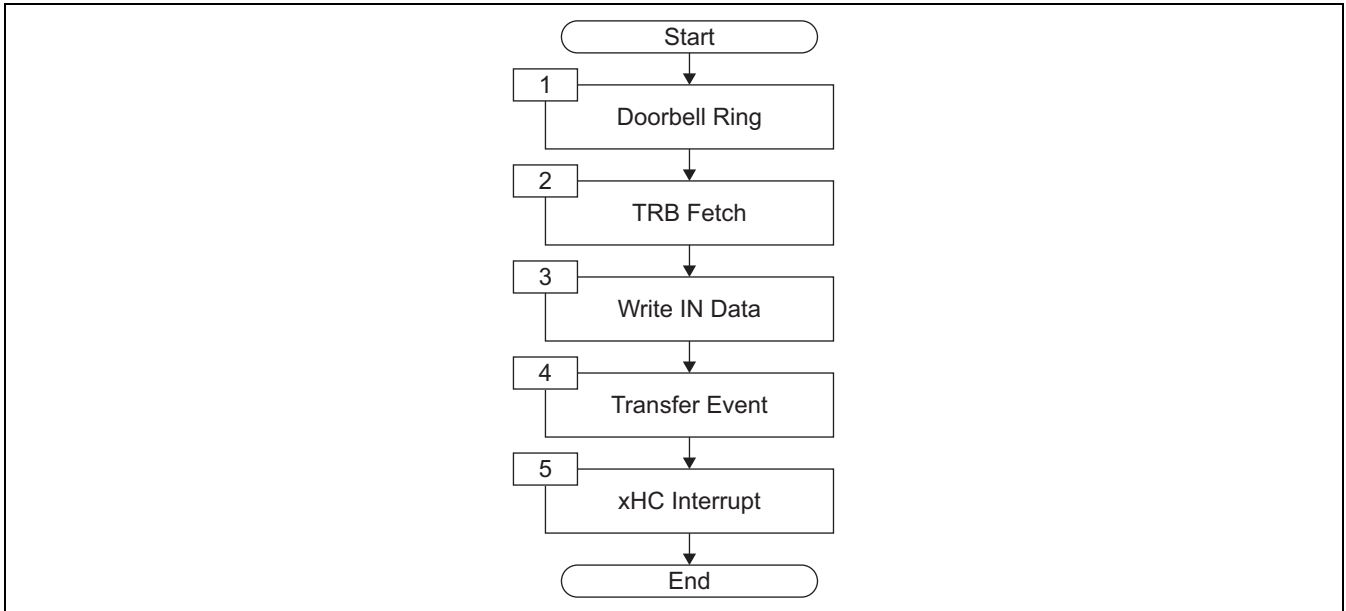 Start
1
Doorbell Ring
2
TRB Fetch
3
Write IN Data
4
Transfer Event
5
xHC Interrupt
End